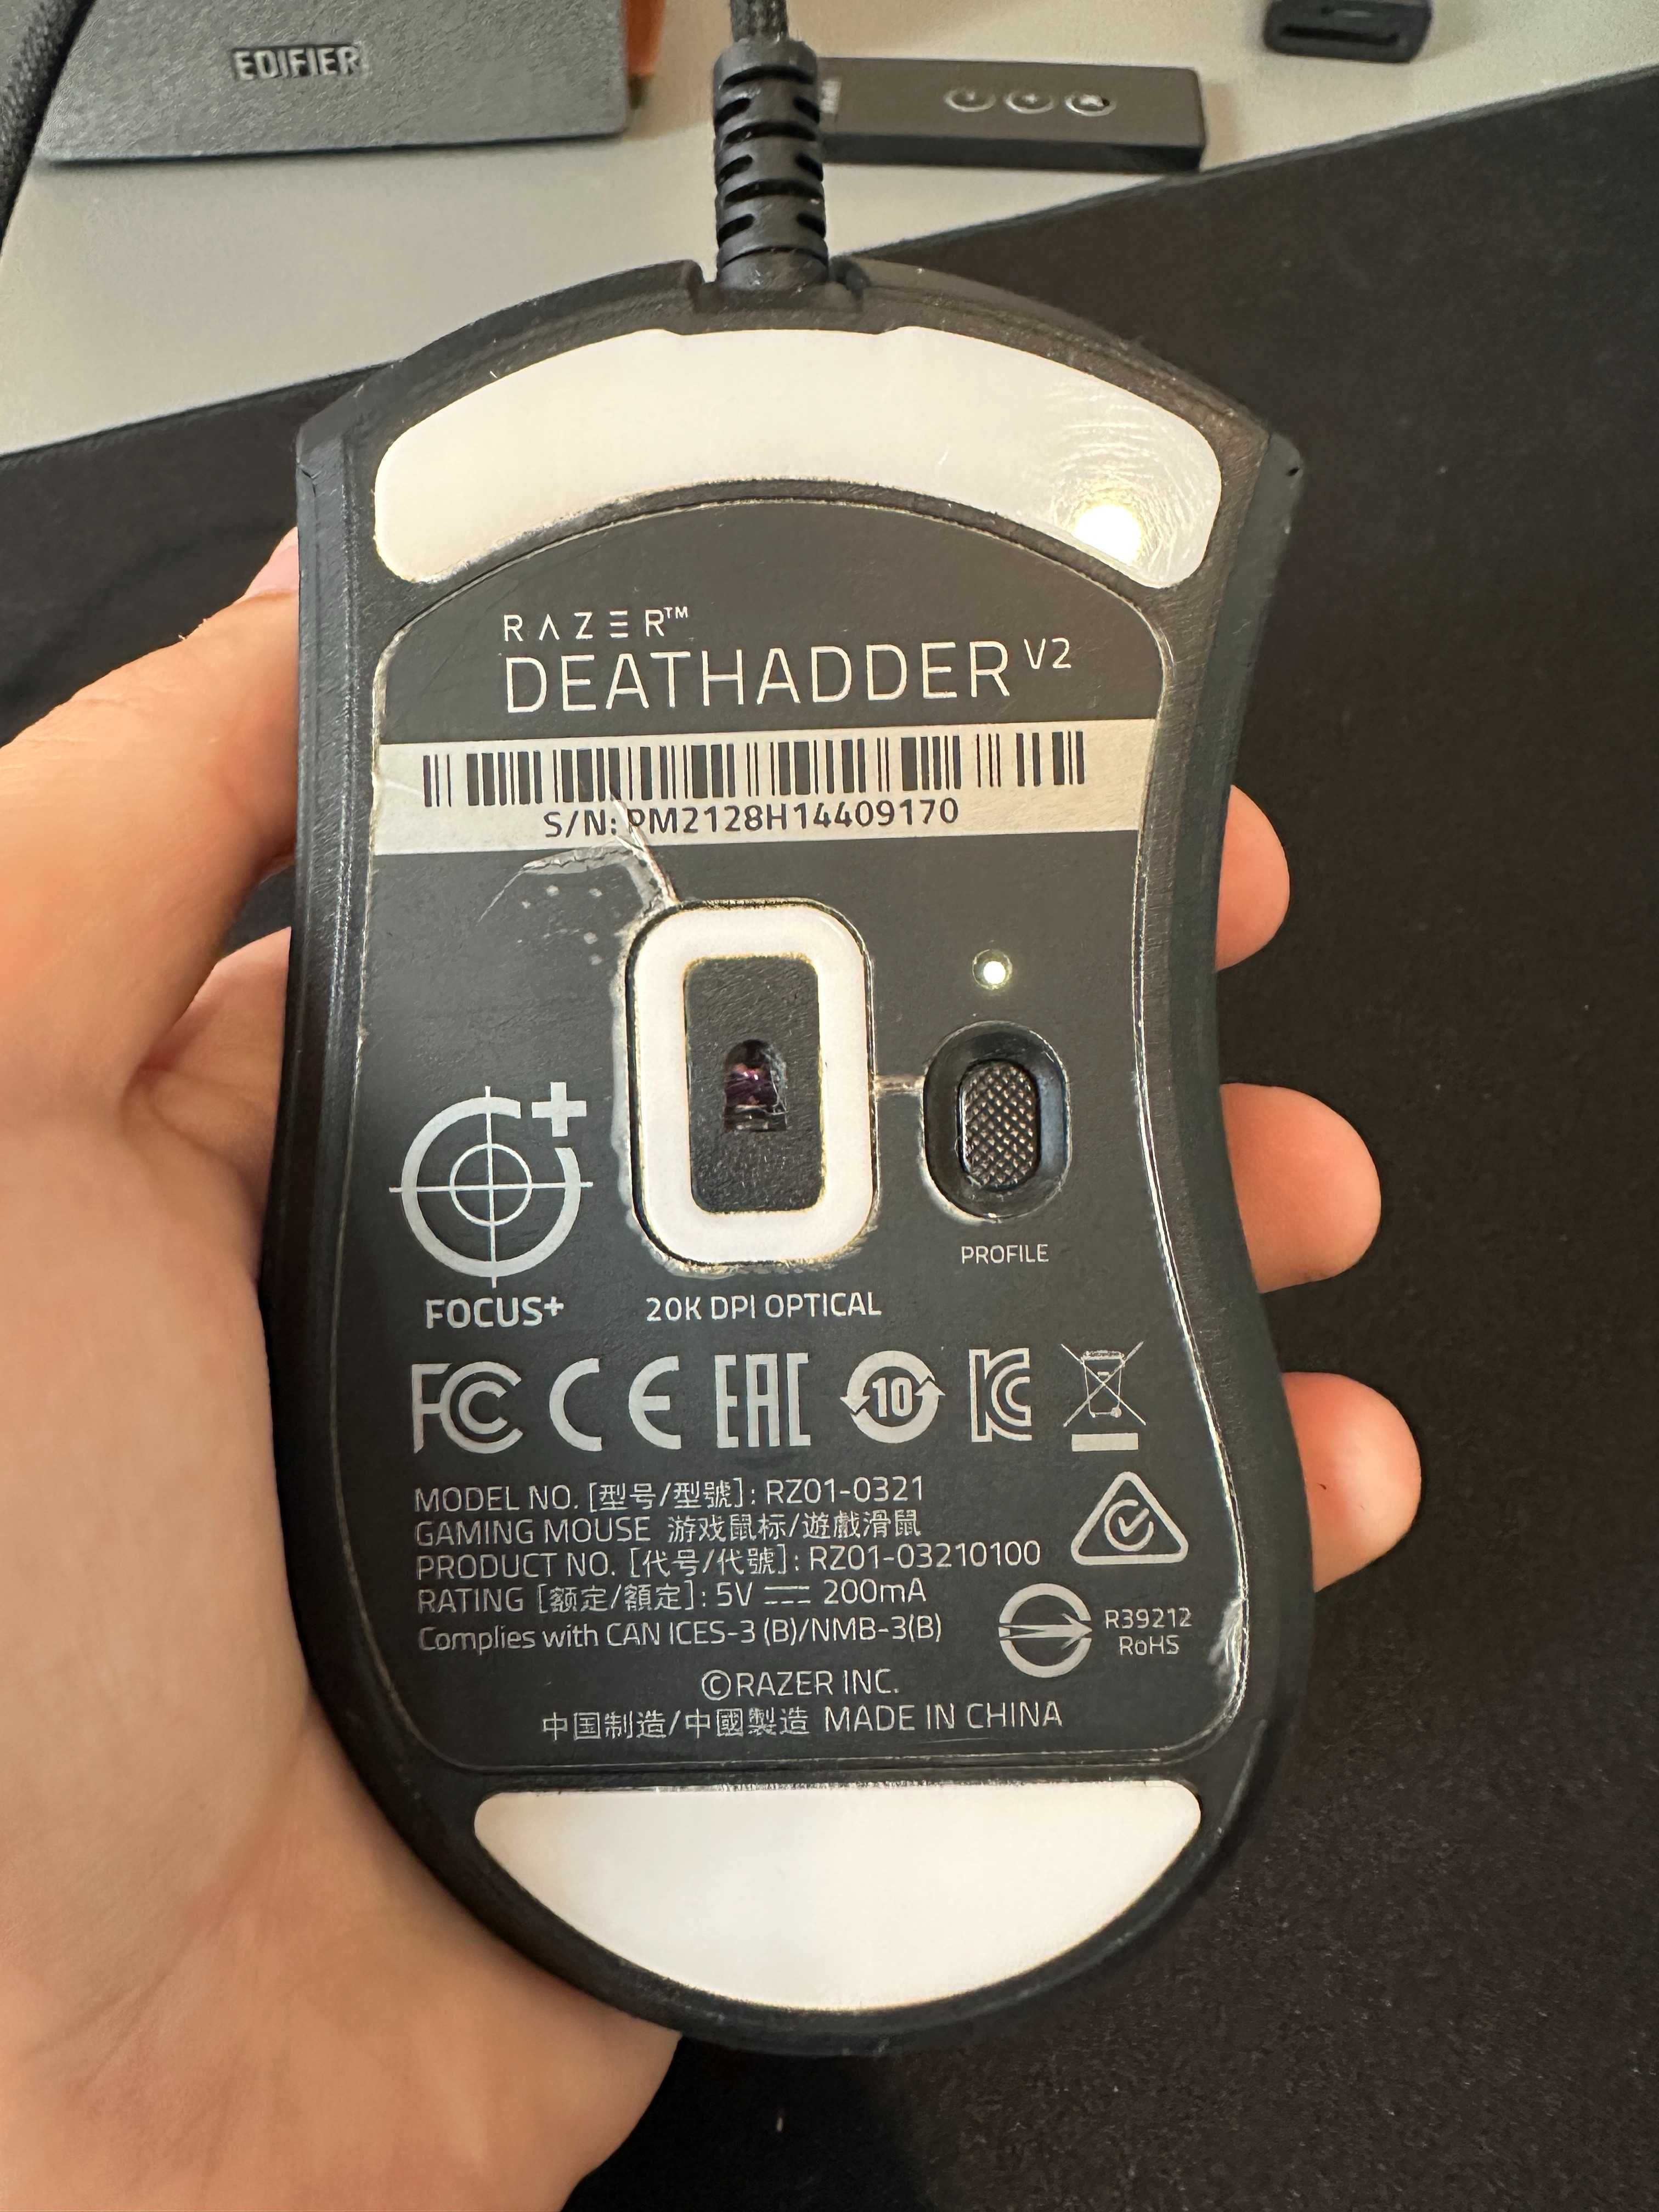 EDIFIER
RAZER™
DEATHADDER V2
S/N: PM2128H14409170
PROFILE
FOCUS+
20K DPI OPTICAL
FC CE EAC 10 KC
MODEL NO. [型号/型號]: RZ01-0321
GAMING MOUSE 游戏鼠标/遊戲滑鼠
PRODUCT NO. [代号/代號]: RZ01-03210100
RATING [额定/額定]: 5V ⎓ 200mA
Complies with CAN ICES-3 (B)/NMB-3(B)
R39212
RoHS
©RAZER INC.
中国制造/中國製造 MADE IN CHINA